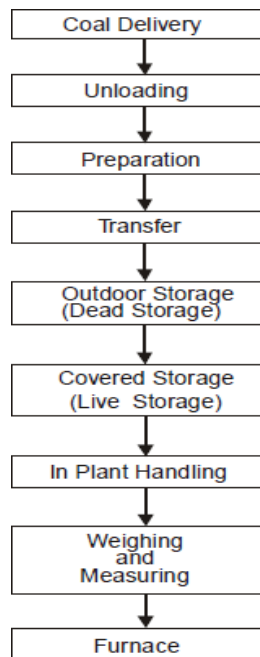 Coal Delivery
Unloading
Preparation
Transfer
Outdoor Storage
(Dead Storage)
Covered Storage
(Live Storage)
In Plant Handling
Weighing
and
Measuring
Furnace